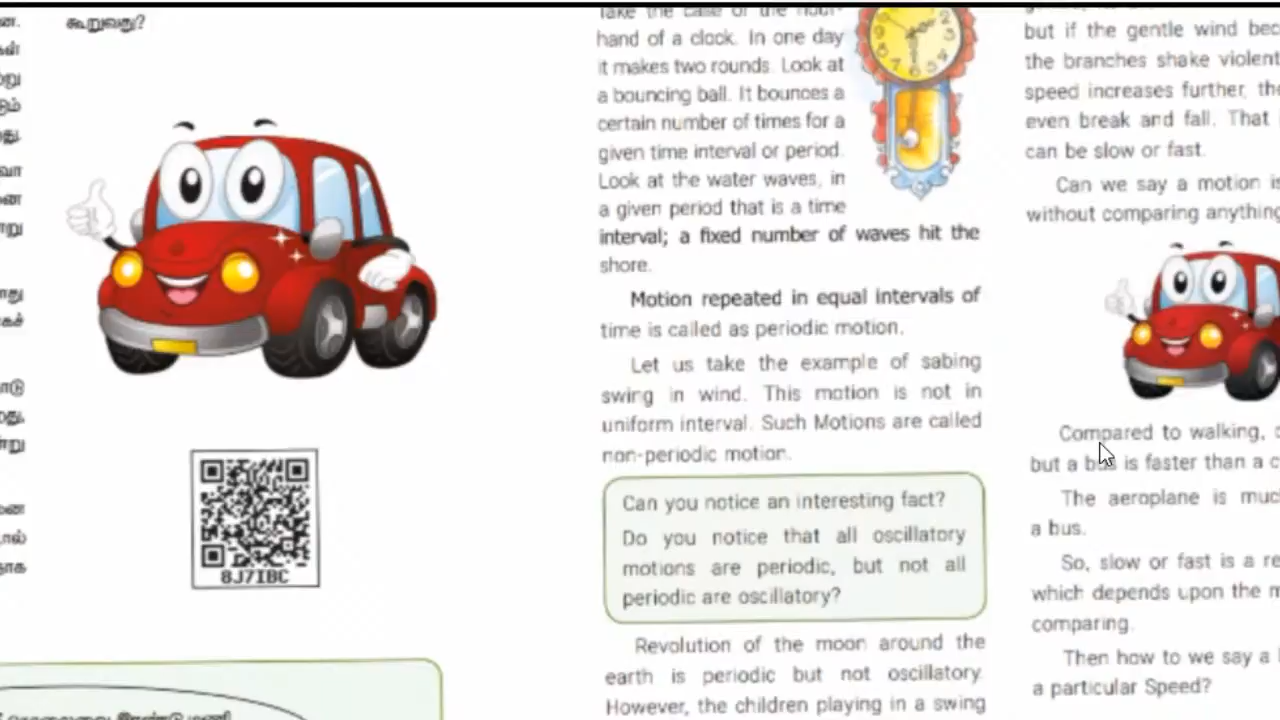 கூறுவது?
8J7IBC
Take the case of the hour-
hand of a clock. In one day
it makes two rounds. Look at
a bouncing ball. It bounces a
certain number of times for a
given time interval or period.
Look at the water waves, in
a given period that is a time
interval; a fixed number of waves hit the
shore.
Motion repeated in equal intervals of
time is called as periodic motion.
Let us take the example of sabing
swing in wind. This motion is not in
uniform interval. Such Motions are called
non-periodic motion.
Can you notice an interesting fact?
Do you notice that all oscillatory
motions are periodic, but not all
periodic are oscillatory?
Revolution of the moon around the
earth is periodic but not oscillatory.
However, the children playing in a swing
but if the gentle wind bec
the branches shake violent
speed increases further, the
even break and fall. That
can be slow or fast.
Can we say a motion is
without comparing anything
Compared to walking,
but a bus is faster than a c
The aeroplane is muc
a bus.
So, slow or fast is a re
which depends upon the m
comparing.
Then how to we say a
a particular Speed?